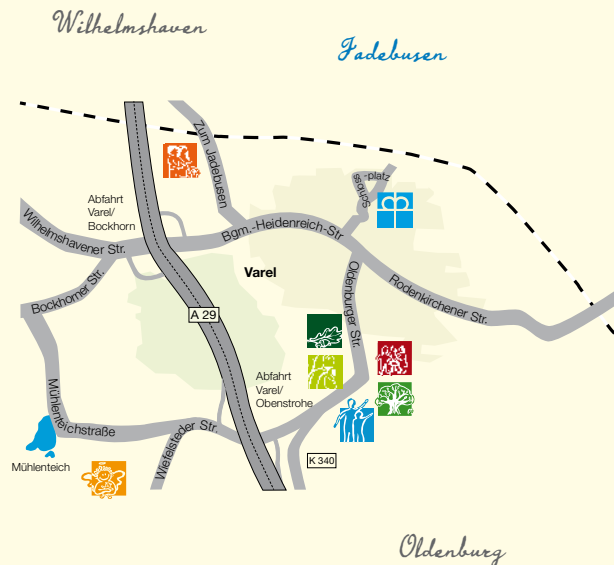 Wilhelmshaven
Jadebusen
Zum Jadebusen
-platz
Schloss
Abfahrt
Varel/
Bockhorn
Wilhelmshavener Str.
Bgm.-Heidenreich-Str
Bockhorner Str.
Varel
Oldenburger Str.
Rodenkirchener Str.
A 29
Abfahrt
Varel/
Obenstrohe
Mühlenteichstraße
Wiefelsteder Str.
Mühlenteich
K 340
Oldenburg